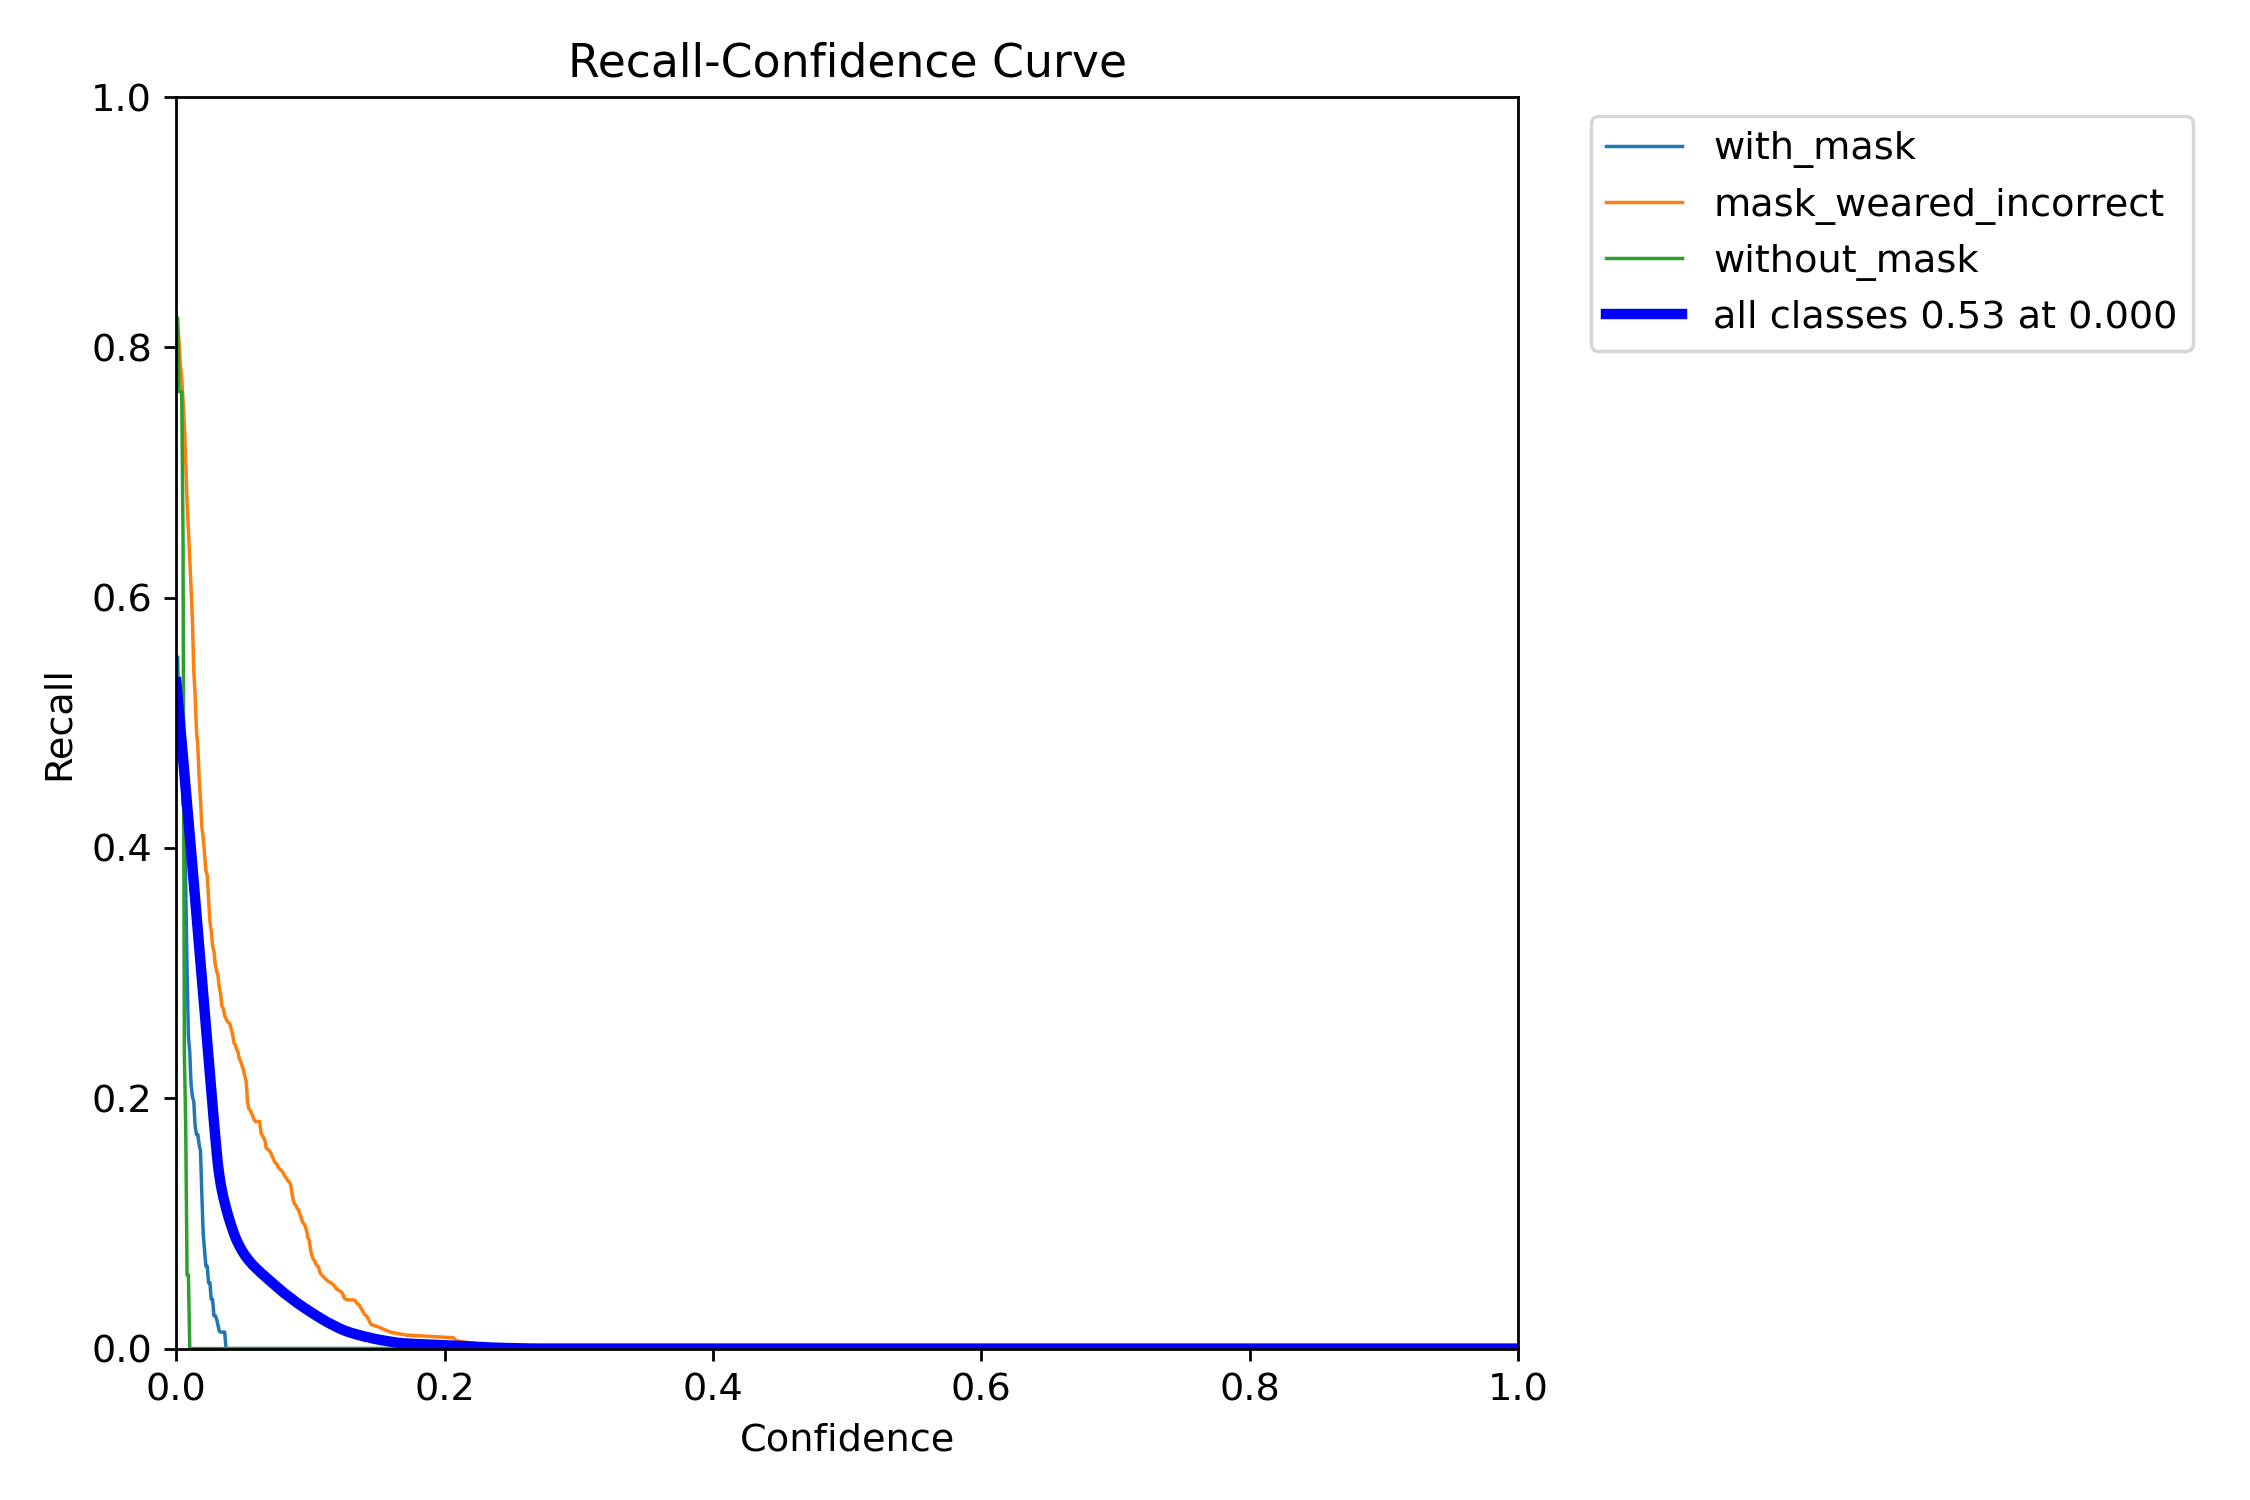 Recall-Confidence Curve
1.0
0.8
0.6
0.4
0.2
0.0
Recall
0.0 0.2 0.4 0.6 0.8 1.0
Confidence
with_mask
mask_weared_incorrect
without_mask
all classes 0.53 at 0.000